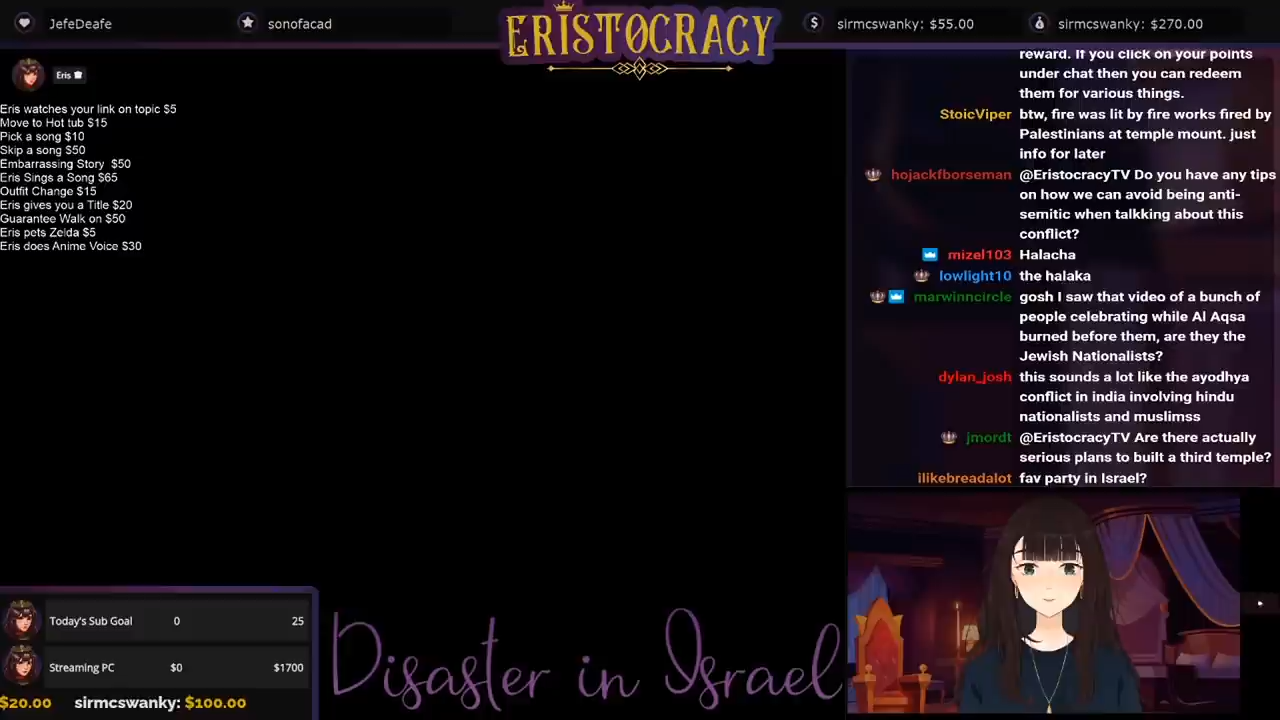 JefeDeafe
sonofacad
ERISTOCRACY
$ sirmcswanky: $55.00
sirmcswanky: $270.00
Eris
Eris watches your link on topic $5
Move to Hot tub $15
Pick a song $10
Skip a song $50
Embarrassing Story $50
Eris Sings a Song $65
Outfit Change $15
Eris gives you a Title $20
Guarantee Walk on $50
Eris pets Zelda $5
Eris does Anime Voice $30
reward. If you click on your points
under chat then you can redeem
them for various things.
StoicViper btw, fire was lit by fire works fired by
Palestinians at temple mount. just
info for later
hojackfborseman @EristocracyTV Do you have any tips
on how we can avoid being anti-
semitic when talkking about this
conflict?
mizel103 Halacha
lowlight10 the halaka
marwinncircle gosh I saw that video of a bunch of
people celebrating while Al Aqsa
burned before them, are they the
Jewish Nationalists?
dylan_josh this sounds a lot like the ayodhya
conflict in india involving hindu
nationalists and muslimss
jmordt @EristocracyTV Are there actually
serious plans to built a third temple?
ilikebreadalot fav party in Israel?
Today's Sub Goal 0 25
Streaming PC $0 $1700
$20.00 sirmcswanky: $100.00
Disaster in Israel